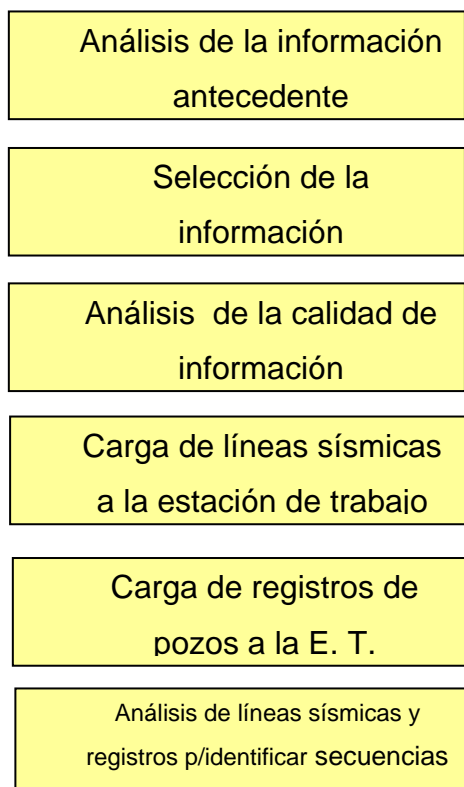 Análisis de la información
antecedente
Selección de la
información
Análisis de la calidad de
información
Carga de líneas sísmicas
a la estación de trabajo
Carga de registros de
pozos a la E. T.
Análisis de líneas sísmicas y
registros p/identificar secuencias